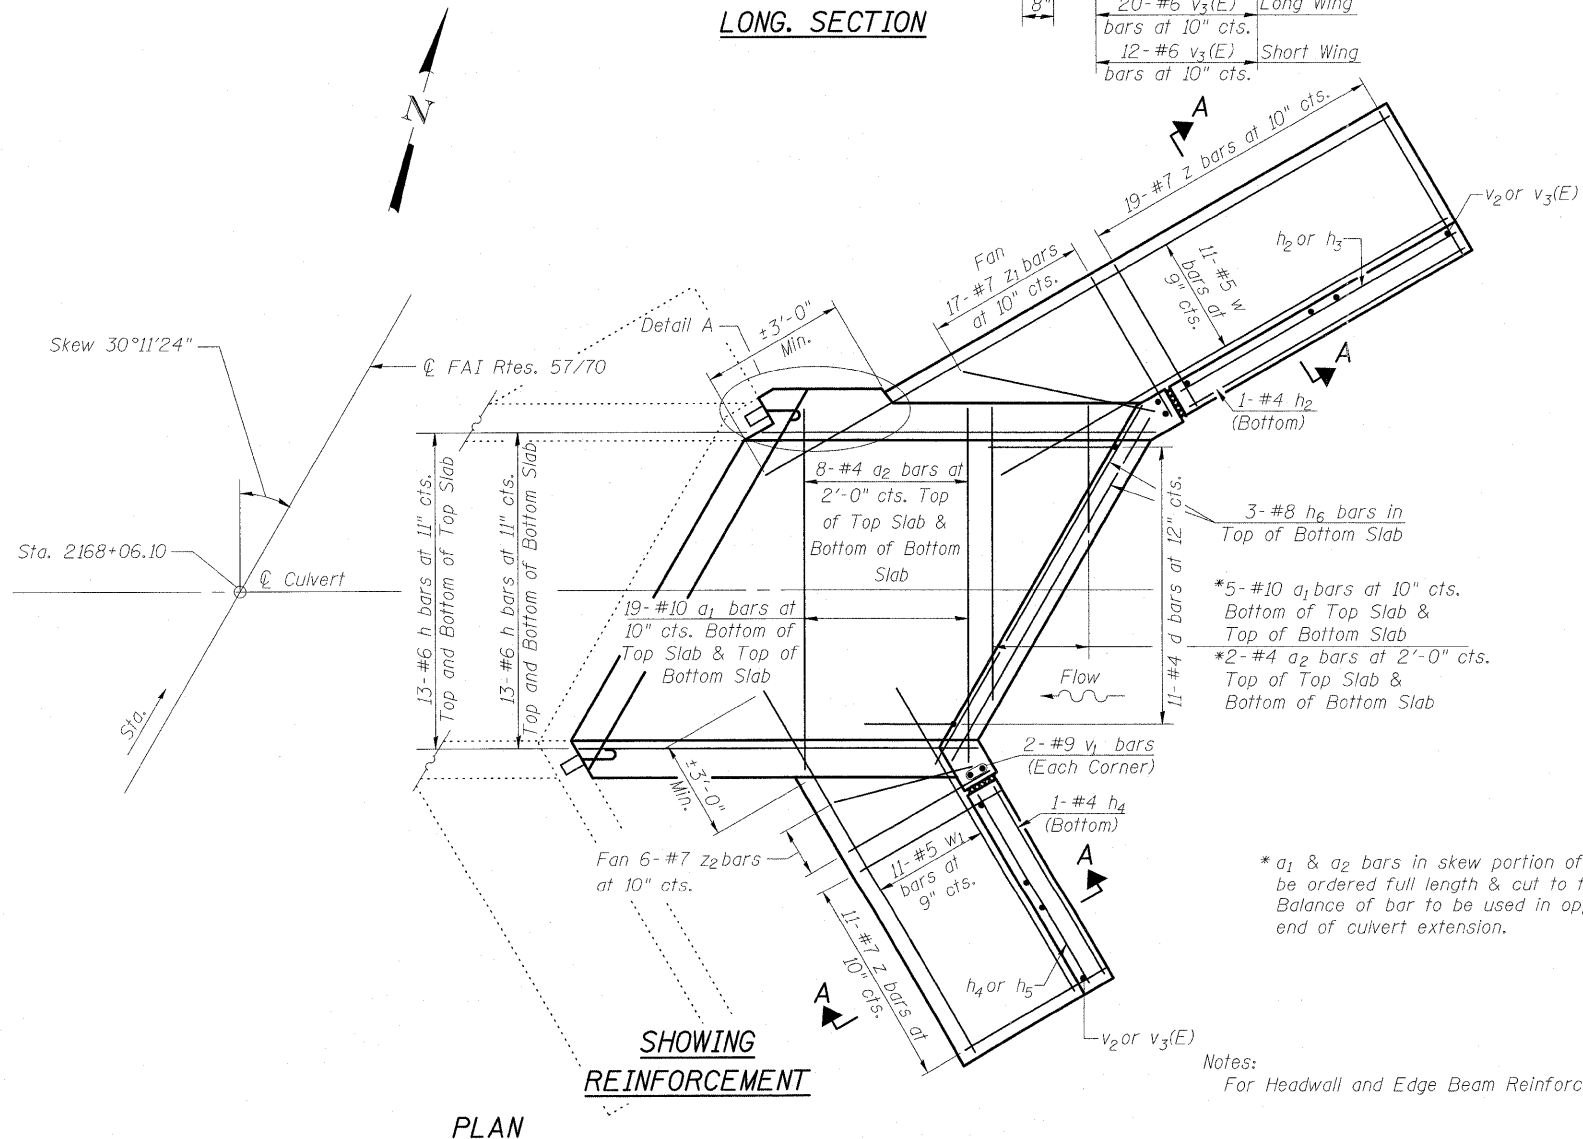 LONG. SECTION
8"
20-#6 v3(E) Long Wing
bars at 10" cts.
12-#6 v3(E) Short Wing
bars at 10" cts.
N
A
19-#7 z bars at 10" cts.
v2 or v3(E)
h2 or h3
Fan
17-#7 z1 bars
at 10" cts.
11-#5 w
bars at
9" cts.
A
Detail A
±3'-0"
Min.
Skew 30°11'24"
℄ FAI Rtes. 57/70
1-#4 h2
(Bottom)
13-#6 h bars at 11" cts.
Top and Bottom of Top Slab
13-#6 h bars at 11" cts.
Top and Bottom of Bottom Slab
8-#4 a2 bars at
2'-0" cts. Top
of Top Slab &
Bottom of Bottom
Slab
11-#4 d bars at 12" cts.
3-#8 h6 bars in
Top of Bottom Slab
Sta. 2168+06.10
℄ Culvert
*5-#10 a1 bars at 10" cts.
Bottom of Top Slab &
Top of Bottom Slab
*2-#4 a2 bars at 2'-0" cts.
Top of Top Slab &
Bottom of Bottom Slab
19-#10 a1 bars at
10" cts. Bottom of
Top Slab & Top of
Bottom Slab
Flow
Sta.
2-#9 v1 bars
(Each Corner)
±3'-0"
Min.
1-#4 h4
(Bottom)
Fan 6-#7 z2 bars
at 10" cts.
11-#5 w1
bars at
9" cts.
A
* a1 & a2 bars in skew portion of
be ordered full length & cut to
Balance of bar to be used in
end of culvert extension.
11-#7 z bars at
10" cts.
h4 or h5
A
v2 or v3(E)
SHOWING
REINFORCEMENT
Notes:
For Headwall and Edge Beam
PLAN